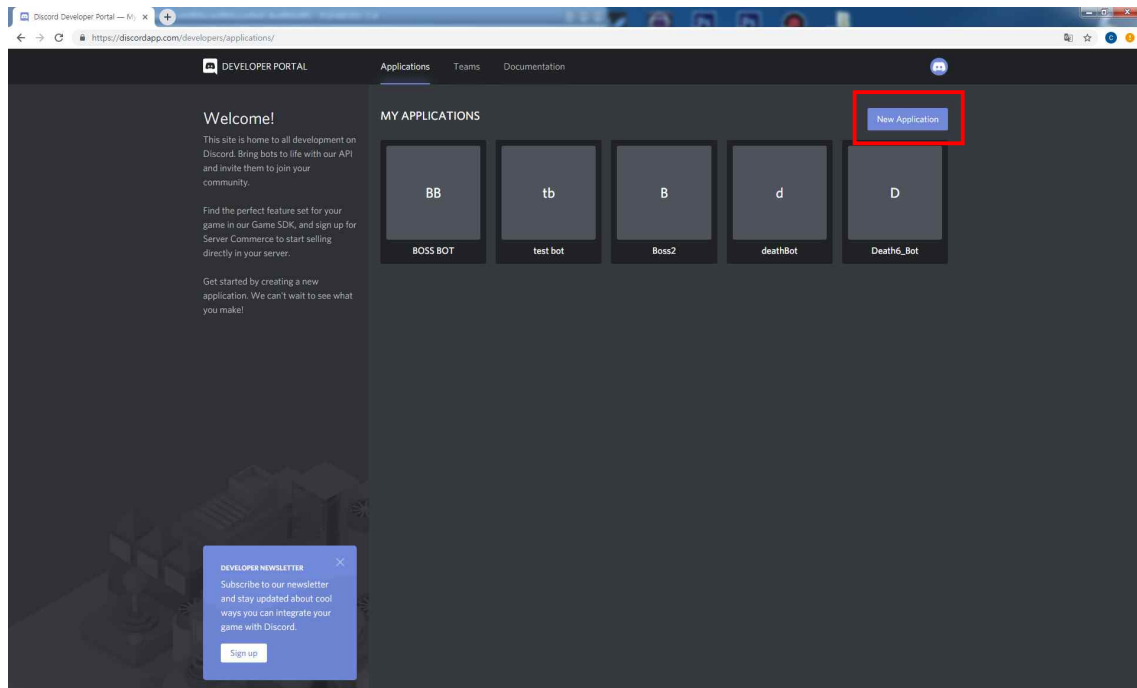 Discord Developer Portal — My
https://discordapp.com/developers/applications/
DEVELOPER PORTAL
Applications
Teams
Documentation
Welcome!
This site is home to all development on
Discord. Bring bots to life with our API
and invite them to join your
community.
Find the perfect feature set for your
game in our Game SDK, and sign up for
Server Commerce to start selling
directly in your server.
Get started by creating a new
application. We can't wait to see what
you make!
MY APPLICATIONS
New Application
BB
tb
B
d
D
BOSS BOT
test bot
Boss2
deathBot
Death6_Bot
DEVELOPER NEWSLETTER
Subscribe to our newsletter
and stay updated about cool
ways you can integrate your
game with Discord.
Sign up